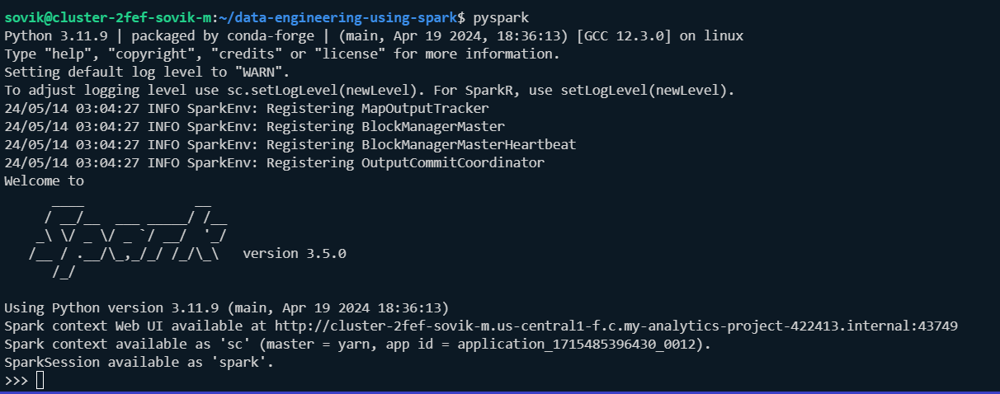 sovik@cluster-2fef-sovik-m:~/data-engineering-using-spark$ pyspark
Python 3.11.9 | packaged by conda-forge | (main, Apr 19 2024, 18:36:13) [GCC 12.3.0] on linux
Type "help", "copyright", "credits" or "license" for more information.
Setting default log level to "WARN".
To adjust logging level use sc.setLogLevel(newLevel). For SparkR, use setLogLevel(newLevel).
24/05/14 03:04:27 INFO SparkEnv: Registering MapOutputTracker
24/05/14 03:04:27 INFO SparkEnv: Registering BlockManagerMaster
24/05/14 03:04:27 INFO SparkEnv: Registering BlockManagerMasterHeartbeat
24/05/14 03:04:27 INFO SparkEnv: Registering OutputCommitCoordinator
Welcome to
      ____              __
     / __/__  ___ _____/ /__
    _\ \/ _ \/ _ `/ __/  '_/
   /__ / .__/\_,_/_/ /_/\_\   version 3.5.0
      /_/
Using Python version 3.11.9 (main, Apr 19 2024 18:36:13)
Spark context Web UI available at http://cluster-2fef-sovik-m.us-central1-f.c.my-analytics-project-422413.internal:43749
Spark context available as 'sc' (master = yarn, app id = application_1715485396430_0012).
SparkSession available as 'spark'.
>>>